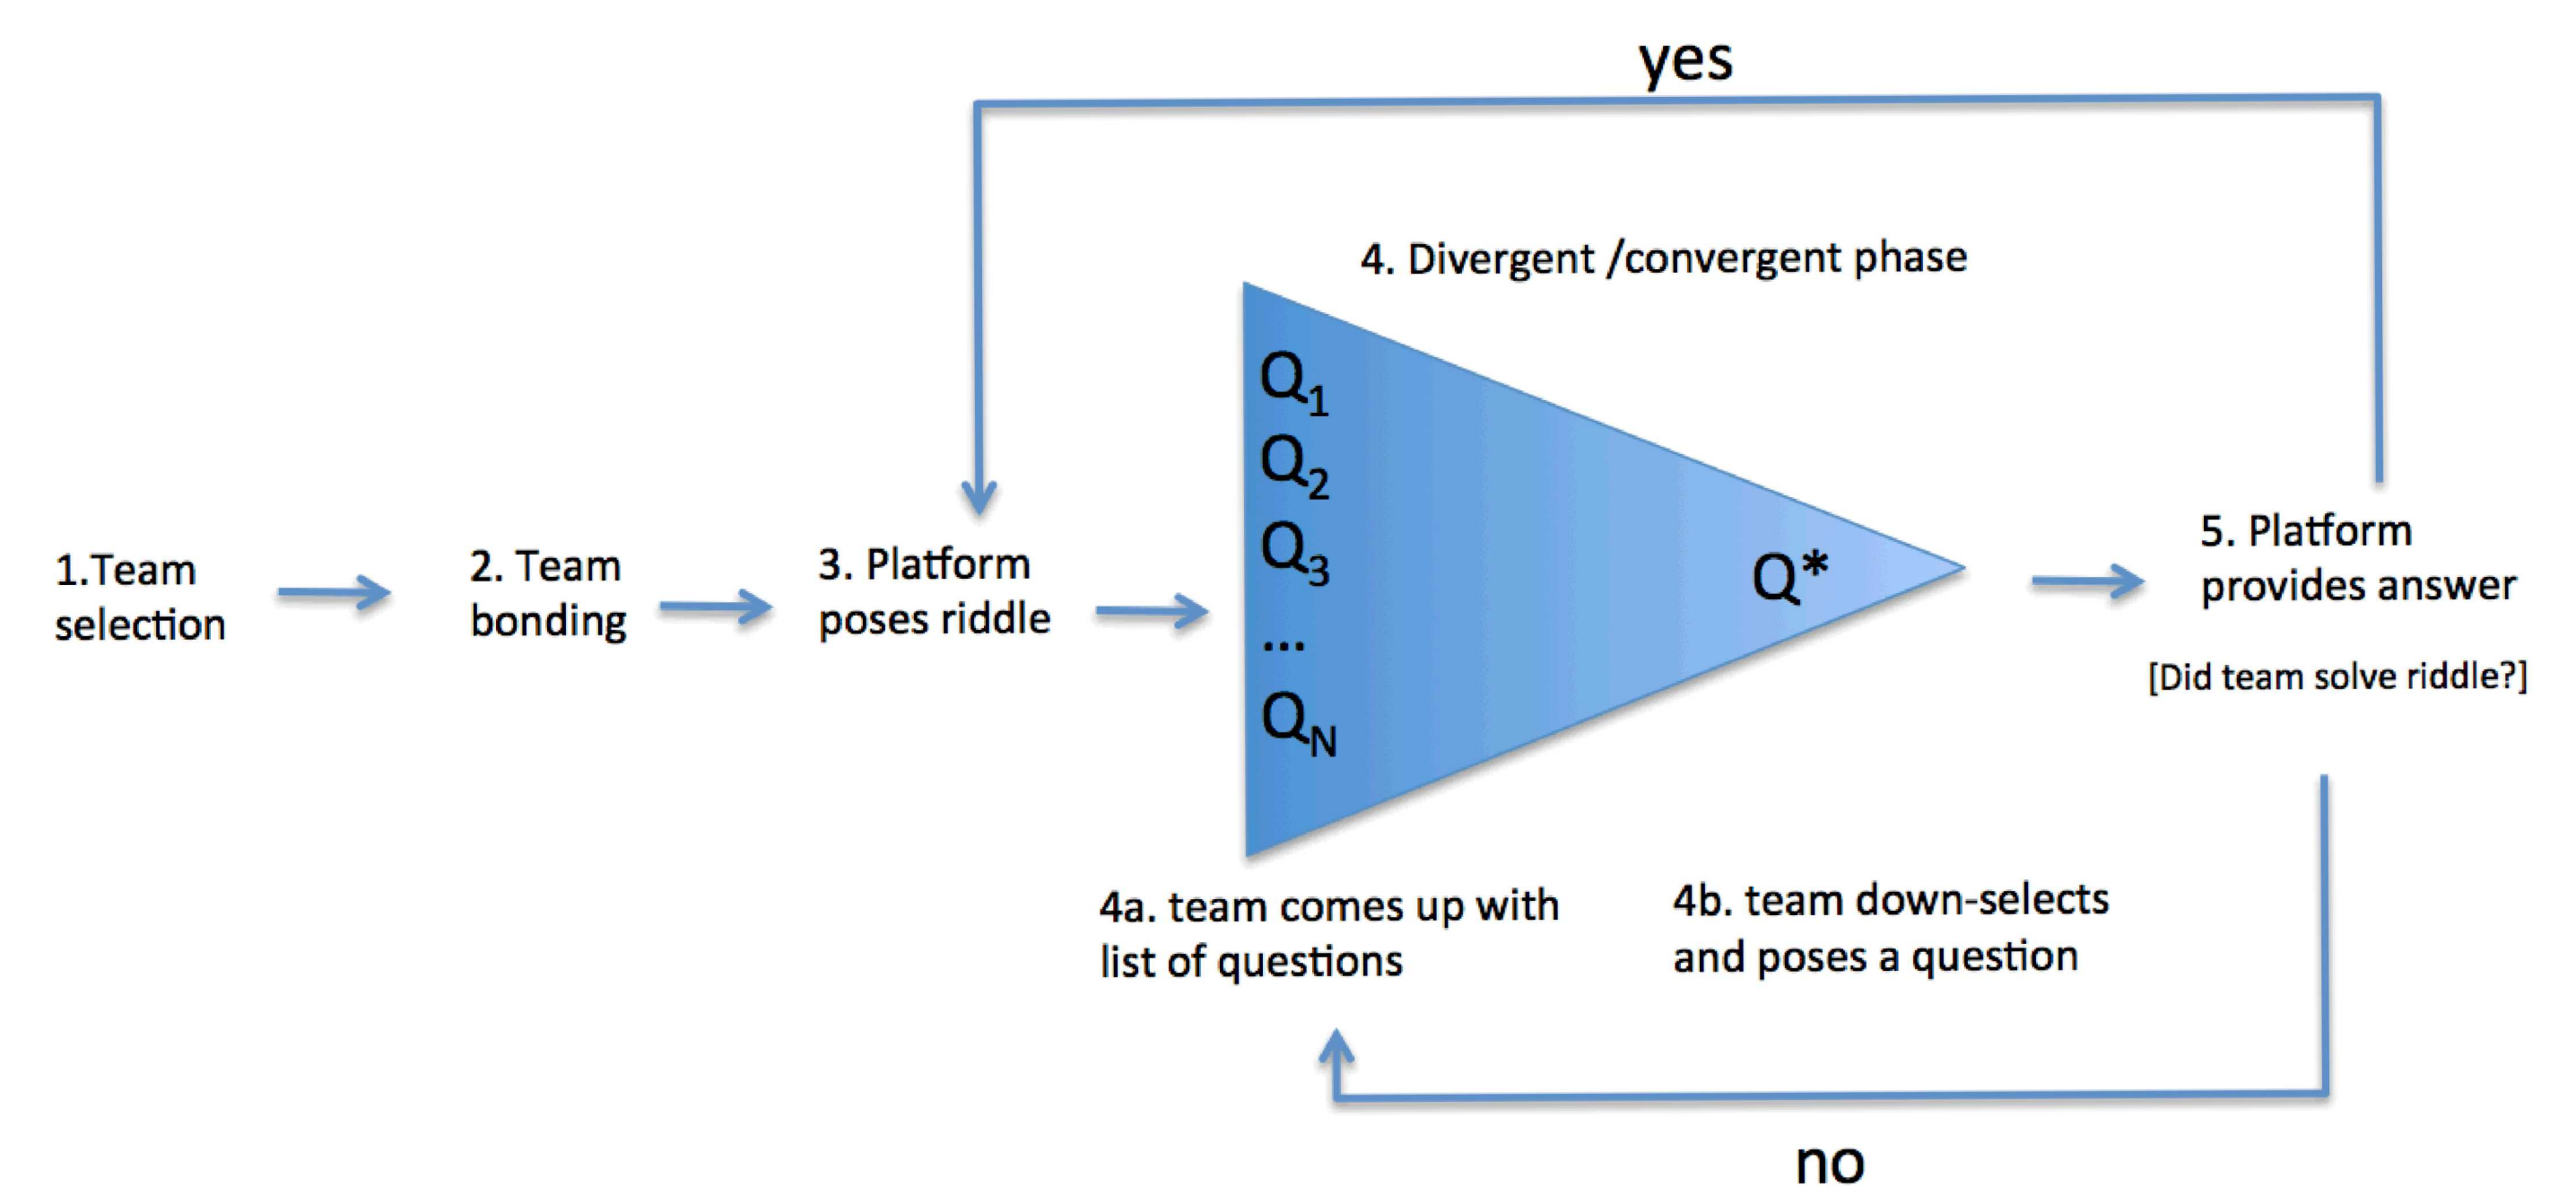 yes
4. Divergent /convergent phase
1.Team
selection
2. Team
bonding
3. Platform
poses riddle
Q1
Q2
Q3
...
QN
Q*
5. Platform
provides answer
[Did team solve riddle?]
4a. team comes up with
list of questions
4b. team down-selects
and poses a question
no